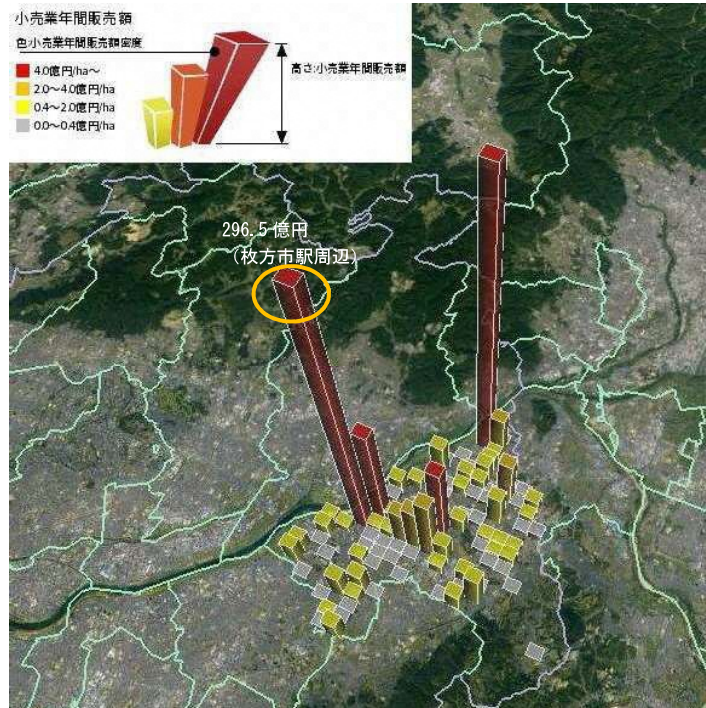 小売業年間販売額
色:小売業年間販売額密度
4.0億円/ha~
2.0~4.0億円/ha
0.4~2.0億円/ha
0.0~0.4億円/ha
高さ:小売業年間販売額
296.5億円
(枚方市駅周辺)